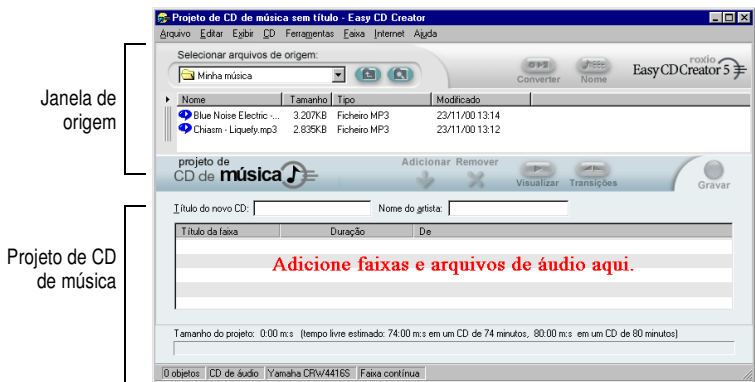 Projeto de CD de música sem título - Easy CD Creator
Arquivo Editar Exibir CD Ferramentas Faixa Internet Ajuda
Selecionar arquivos de origem:
Minha música
Converter Nome
roxio
Easy CD Creator 5
Janela de
origem
Nome Tamanho Tipo Modificado
Blue Noise Electric -... 3.207KB Ficheiro MP3 23/11/00 13:14
Chiasm - Liquefy.mp3 2.835KB Ficheiro MP3 23/11/00 13:12
projeto de
CD de música
Adicionar Remover
Visualizar Transições
Gravar
Título do novo CD: Nome do artista:
Título da faixa Duração De
Projeto de CD
de música
Adicione faixas e arquivos de áudio aqui.
Tamanho do projeto: 0:00 m:s (tempo livre estimado: 74:00 m:s em um CD de 74 minutos, 80:00 m:s em um CD de 80 minutos)
0 objetos CD de áudio Yamaha CRW4416S Faixa contínua